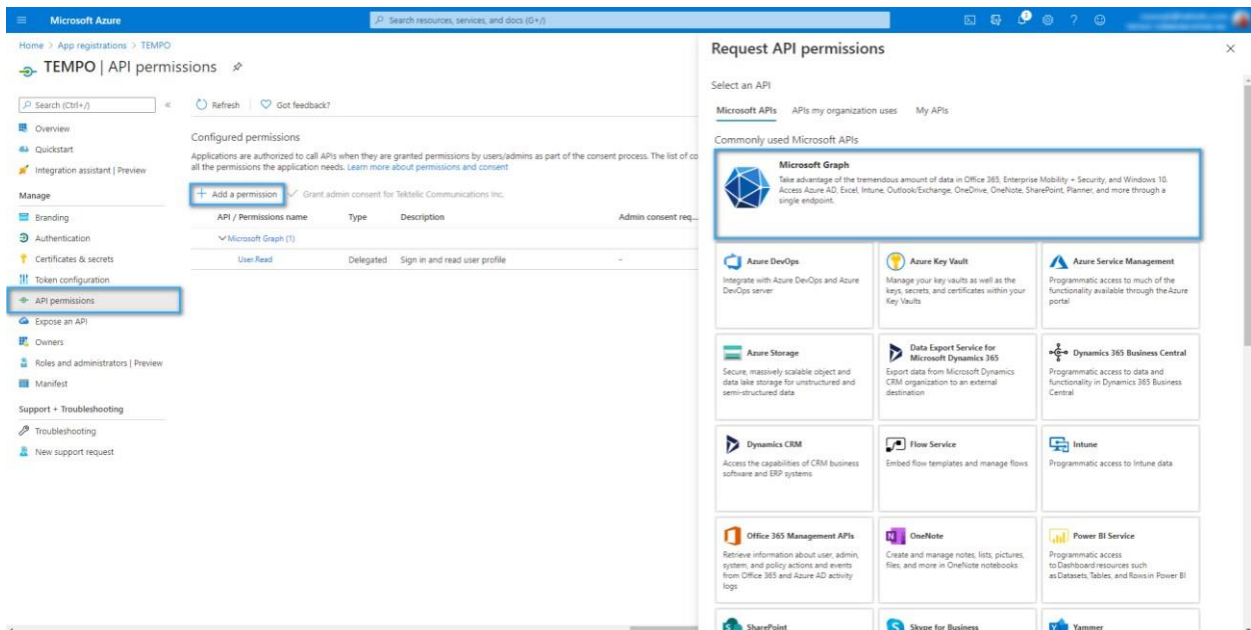 Microsoft Azure
Search resources, services, and docs (G+/)
Home > App registrations > TEMPO
TEMPO | API permissions
Search (Ctrl+/)
Overview
Quickstart
Integration assistant | Preview
Manage
Branding
Authentication
Certificates & secrets
Token configuration
API permissions
Expose an API
Owners
Roles and administrators | Preview
Manifest
Support + Troubleshooting
Troubleshooting
New support request
Refresh
Got feedback?
Configured permissions
Applications are authorized to call APIs when they are granted permissions by users/admins as part of the consent process. The list of co
all the permissions the application needs. Learn more about permissions and consent
+ Add a permission
Grant admin consent for Tektelic Communications Inc.
API / Permissions name Type Description Admin consent req...
Microsoft Graph (1)
User.Read Delegated Sign in and read user profile -
Request API permissions
Select an API
Microsoft APIs APIs my organization uses My APIs
Commonly used Microsoft APIs
Microsoft Graph
Take advantage of the tremendous amount of data in Office 365, Enterprise Mobility + Security, and Windows 10.
Access Azure AD, Excel, Intune, Outlook/Exchange, OneDrive, OneNote, SharePoint, Planner, and more through a
single endpoint.
Azure DevOps
Integrate with Azure DevOps and Azure
DevOps server
Azure Key Vault
Manage your key vaults as well as the
keys, secrets, and certificates within your
Key Vaults
Azure Service Management
Programmatic access to much of the
functionality available through the Azure
portal
Azure Storage
Secure, massively scalable object and
data lake storage for unstructured and
semi-structured data
Data Export Service for
Microsoft Dynamics 365
Export data from Microsoft Dynamics
CRM organization to an external
destination
Dynamics 365 Business Central
Programmatic access to data and
functionality in Dynamics 365 Business
Central
Dynamics CRM
Access the capabilities of CRM business
software and ERP systems
Flow Service
Embed flow templates and manage flows
Intune
Programmatic access to Intune data
Office 365 Management APIs
Retrieve information about user, admin,
system, and policy actions and events
from Office 365 and Azure AD activity
logs
OneNote
Create and manage notes, lists, pictures,
files, and more in OneNote notebooks
Power BI Service
Programmatic access
to Dashboard resources such
as Datasets, Tables, and Rows in Power BI
SharePoint
Skype for Business
Yammer